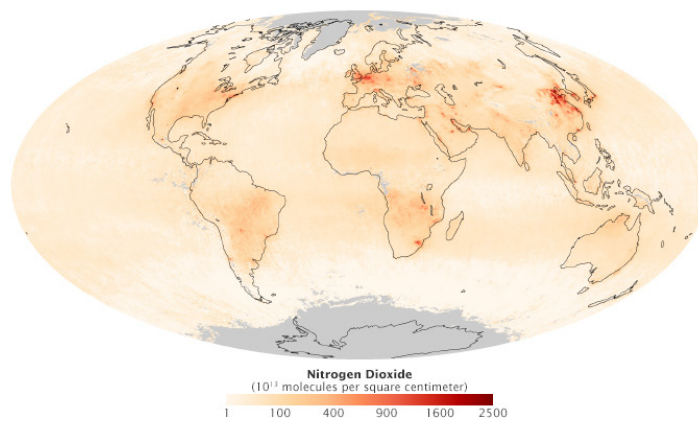 Nitrogen Dioxide
(10¹³ molecules per square centimeter)
1 100 400 900 1600 2500